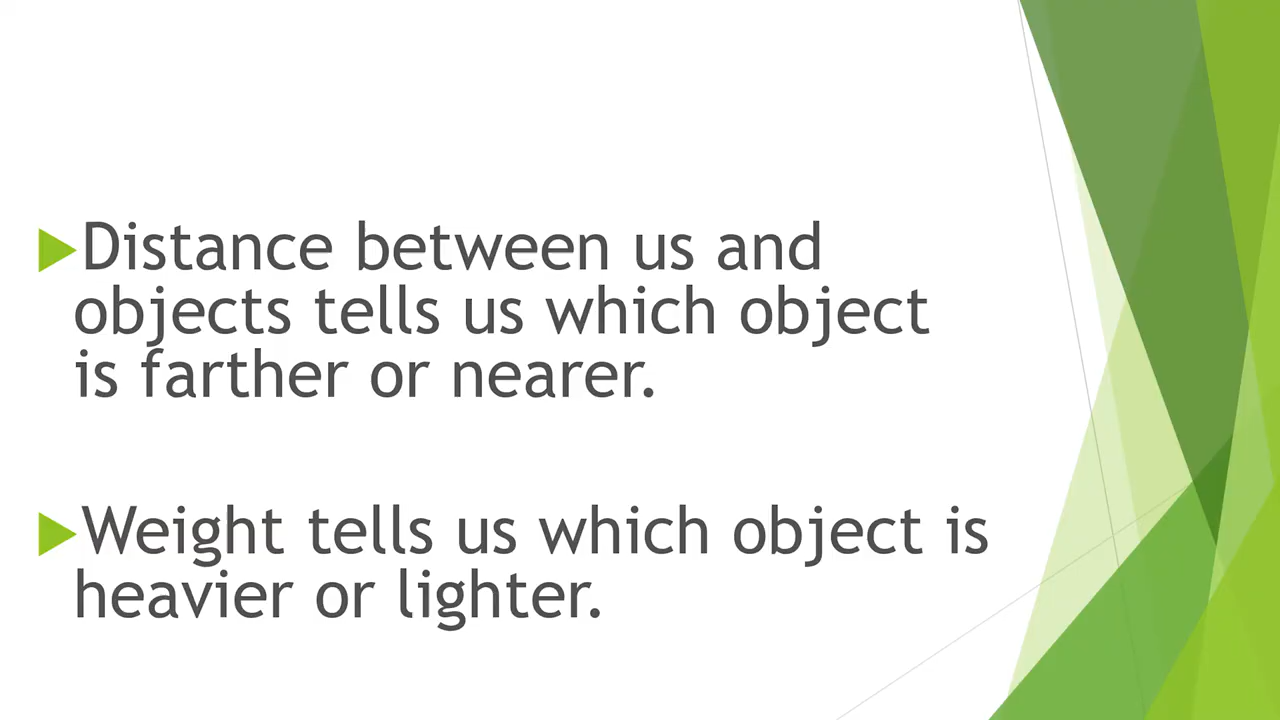 Distance between us and
objects tells us which object
is farther or nearer.
Weight tells us which object is
heavier or lighter.